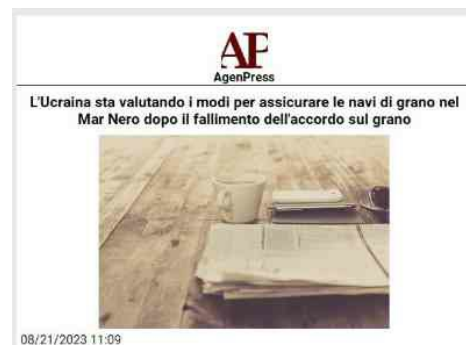 AP
AgenPress
L'Ucraina sta valutando i modi per assicurare le navi di grano nel
Mar Nero dopo il fallimento dell'accordo sul grano
08/21/2023 11:09